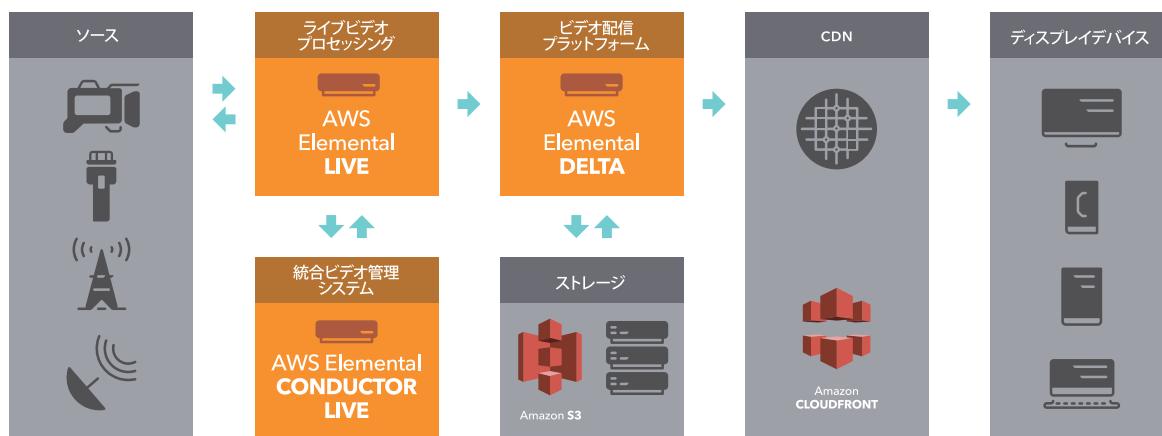 ソース
ライブビデオ
プロセッシング
AWS
Elemental
LIVE
統合ビデオ管理
システム
AWS Elemental
CONDUCTOR
LIVE
ビデオ配信
プラットフォーム
AWS
Elemental
DELTA
ストレージ
Amazon S3
CDN
Amazon
CLOUDFRONT
ディスプレイデバイス